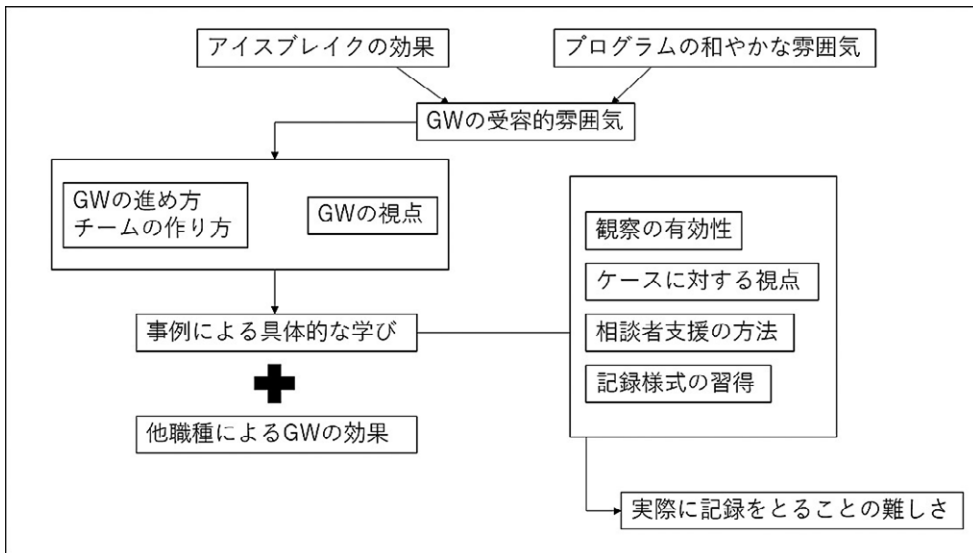 アイスブレイクの効果
プログラムの和やかな雰囲気
GWの受容的雰囲気
GWの進め方
チームの作り方
GWの視点
事例による具体的な学び
他職種によるGWの効果
観察の有効性
ケースに対する視点
相談者支援の方法
記録様式の習得
実際に記録をとることの難しさ